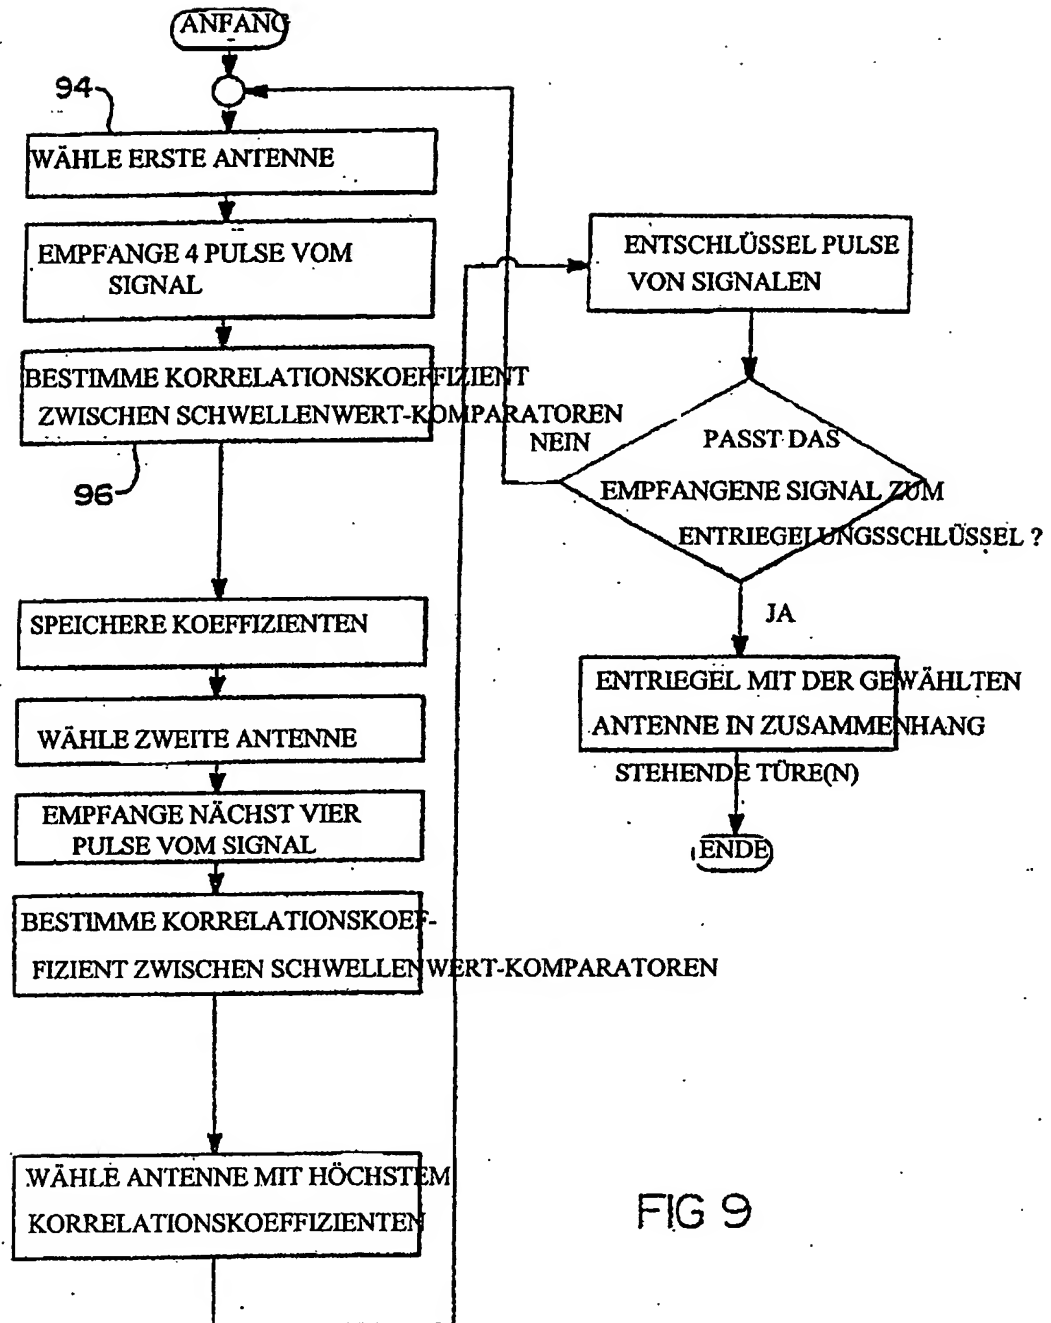 ANFANG
94
WÄHLE ERSTE ANTENNE
EMPFANGE 4 PULSE VOM
SIGNAL
BESTIMME KORRELATIONSKOEFFIZIENT
ZWISCHEN SCHWELLENWERT-KOMPARATOREN
96
SPEICHERE KOEFFIZIENTEN
WÄHLE ZWEITE ANTENNE
EMPFANGE NÄCHST VIER
PULSE VOM SIGNAL
BESTIMME KORRELATIONSKOEF-
FIZIENT ZWISCHEN SCHWELLENWERT-KOMPARATOREN
WÄHLE ANTENNE MIT HÖCHSTEM
KORRELATIONSKOEFFIZIENTEN
ENTSCHLÜSSEL PULSE
VON SIGNALEN
NEIN
PASST DAS
EMPFANGENE SIGNAL ZUM
ENTRIEGELUNGSSCHLÜSSEL ?
JA
ENTRIEGEL MIT DER GEWÄHLTEN
ANTENNE IN ZUSAMMENHANG
STEHENDE TÜRE(N)
ENDE
FIG 9